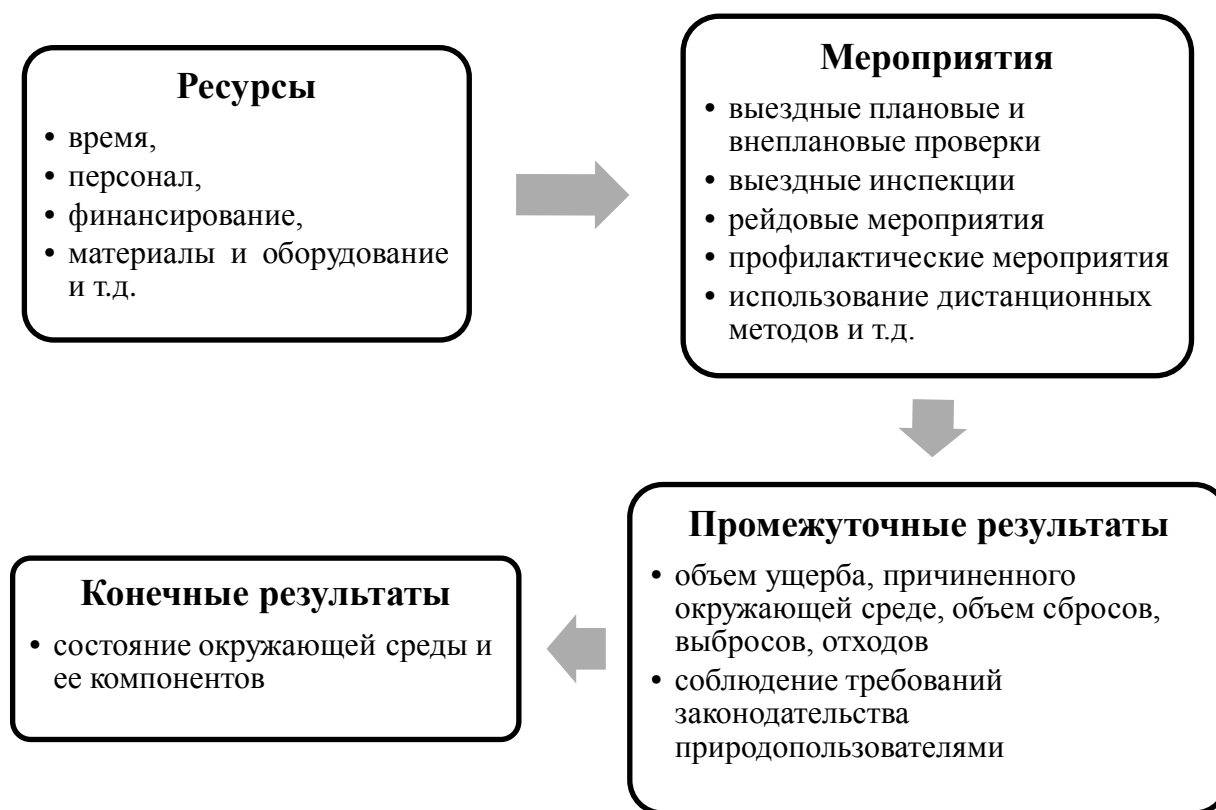 Ресурсы
• время,
• персонал,
• финансирование,
• материалы и оборудование
и т.д.
Мероприятия
• выездные плановые и
внеплановые проверки
• выездные инспекции
• рейдовые мероприятия
• профилактические мероприятия
• использование дистанционных
методов и т.д.
Промежуточные результаты
• объем ущерба, причиненного
окружающей среде, объем сбросов,
выбросов, отходов
• соблюдение требований
законодательства
природопользователями
Конечные результаты
• состояние окружающей среды и
ее компонентов